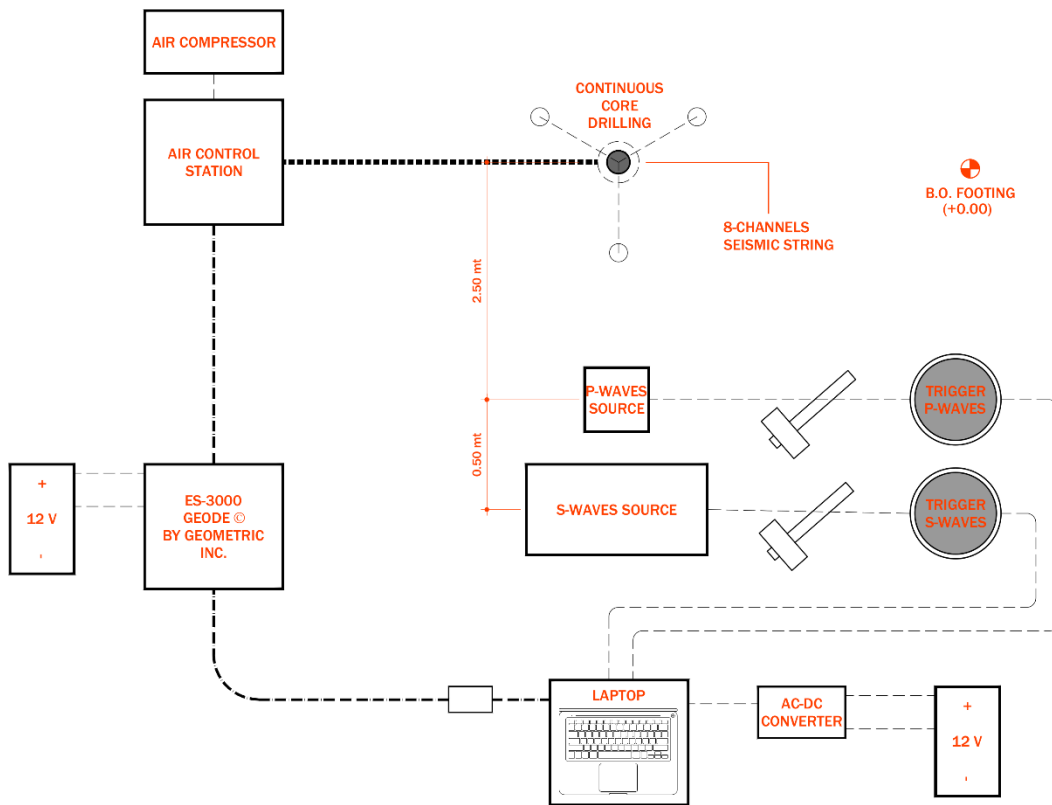 AIR COMPRESSOR
AIR CONTROL
STATION
CONTINUOUS
CORE
DRILLING
B.O. FOOTING
(+0.00)
8-CHANNELS
SEISMIC STRING
2.50 mt
P-WAVES
SOURCE
TRIGGER
P-WAVES
0.50 mt
+
12 V
-
ES-3000
GEODE ©
BY GEOMETRIC
INC.
S-WAVES SOURCE
TRIGGER
S-WAVES
LAPTOP
AC-DC
CONVERTER
+
12 V
-